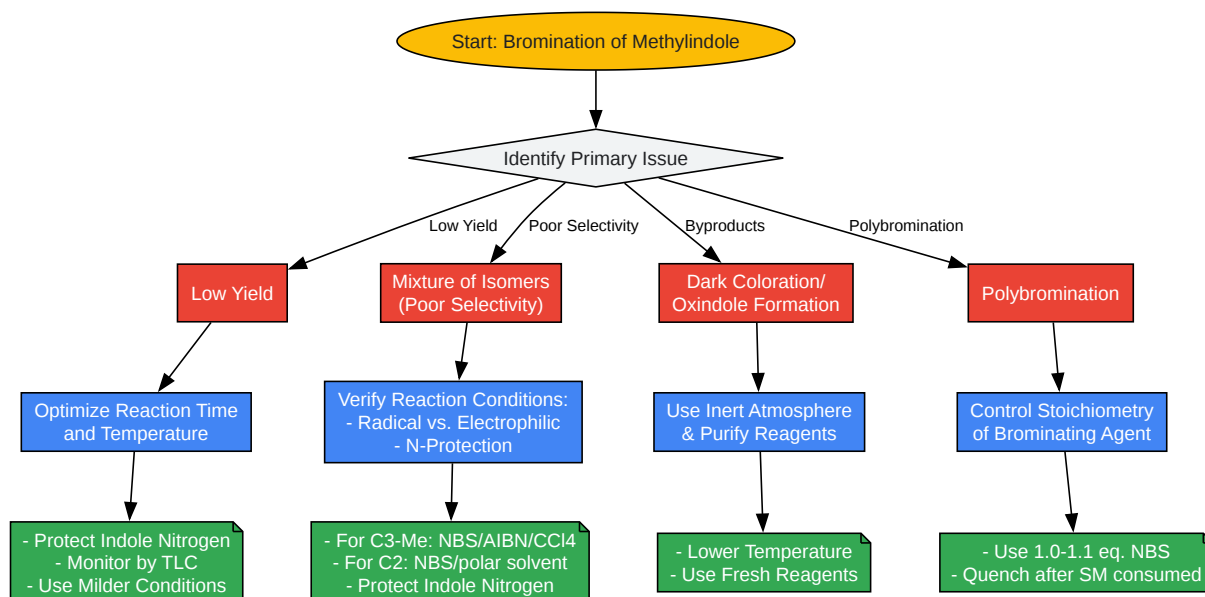 Start: Bromination of Methylindole
Identify Primary Issue
Low Yield
Poor Selectivity
Byproducts
Polybromination
Low Yield
Mixture of Isomers
(Poor Selectivity)
Dark Coloration/
Oxindole Formation
Polybromination
Optimize Reaction Time
and Temperature
Verify Reaction Conditions:
- Radical vs. Electrophilic
- N-Protection
Use Inert Atmosphere
& Purify Reagents
Control Stoichiometry
of Brominating Agent
- Protect Indole Nitrogen
- Monitor by TLC
- Use Milder Conditions
- For C3-Me: NBS/AIBN/CCl4
- For C2: NBS/polar solvent
- Protect Indole Nitrogen
- Lower Temperature
- Use Fresh Reagents
- Use 1.0-1.1 eq. NBS
- Quench after SM consumed